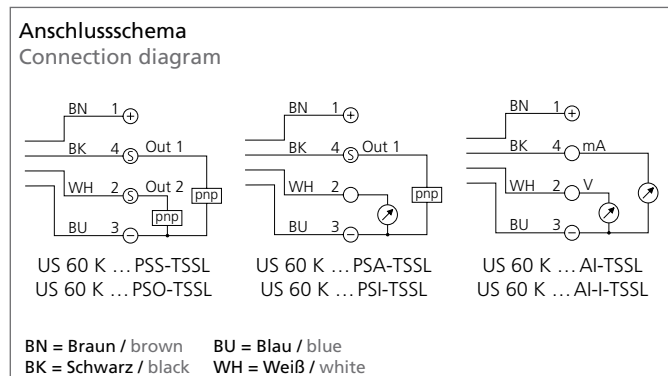 Anschlussschema
Connection diagram
BN 1 +
BK 4 S Out 1
WH 2 S Out 2
pnp
pnp
BU 3 −
US 60 K ... PSS-TSSL
US 60 K ... PSO-TSSL
BN 1 +
BK 4 S Out 1
WH 2
pnp
BU 3 −
US 60 K ... PSA-TSSL
US 60 K ... PSI-TSSL
BN 1 +
BK 4 mA
WH 2 V
BU 3 −
US 60 K ... AI-TSSL
US 60 K ... AI-I-TSSL
BN = Braun / brown BU = Blau / blue
BK = Schwarz / black WH = Weiß / white